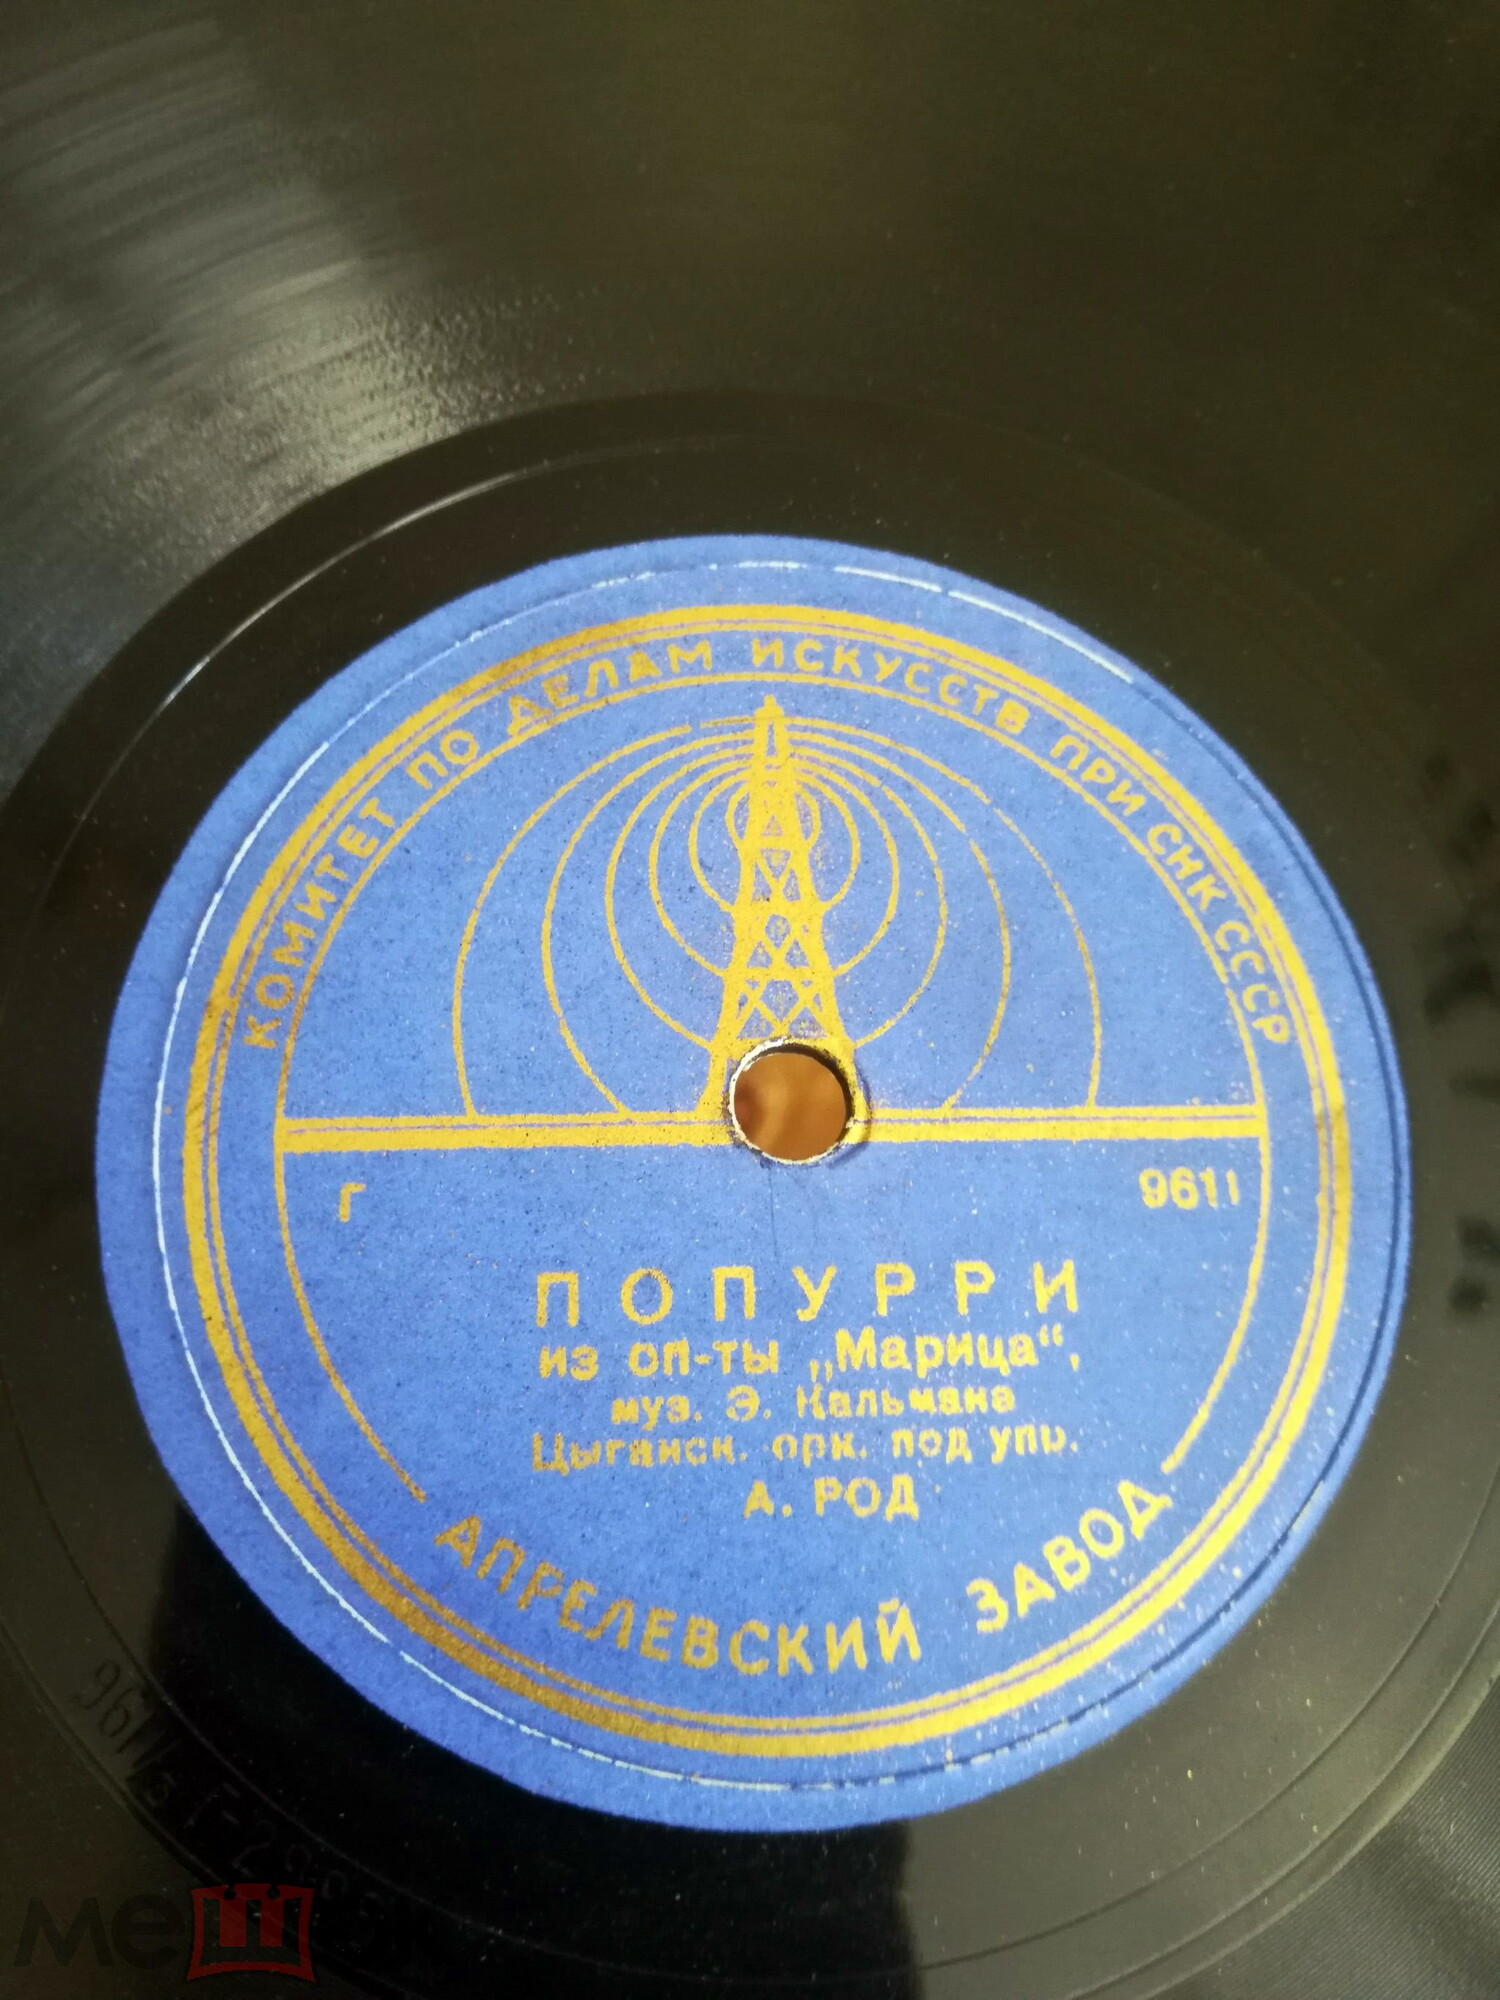 КОМИТЕТ ПО ДЕЛАМ ИСКУССТВ ПРИ СНК СССР
Г 9611
ПОПУРРИ
из оп-ты „Марица“,
муз. Э. Кальмана
Цыганск. орк. под упр.
А. РОД
АПРЕЛЕВСКИЙ ЗАВОД
мешок